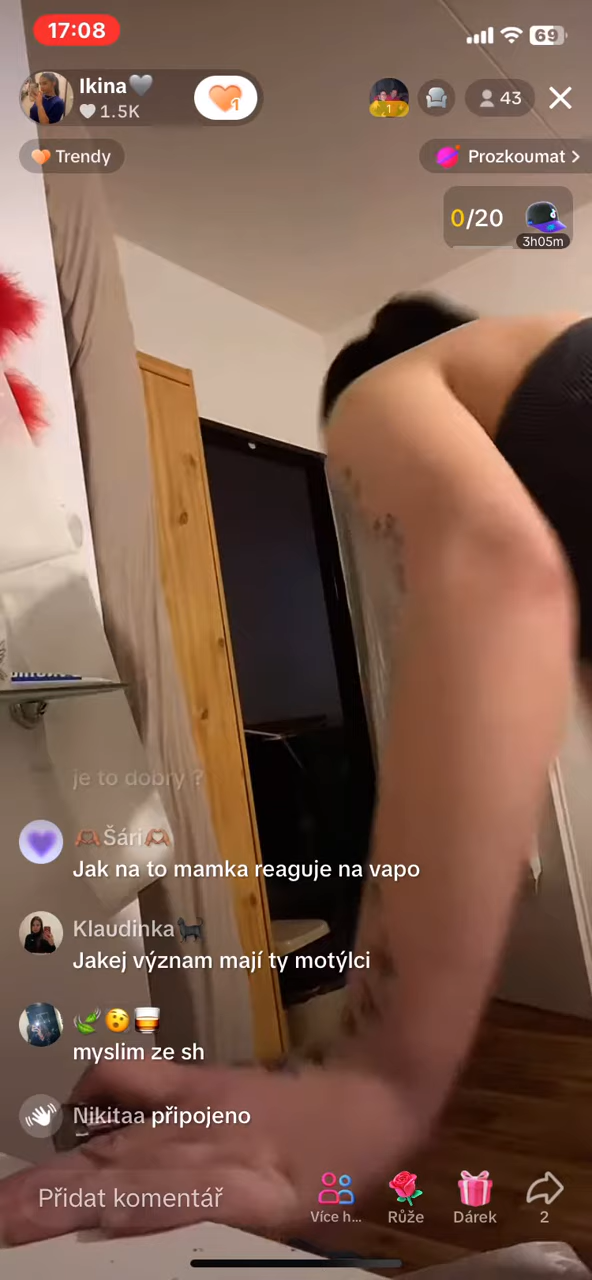 17:08
69
Ikina🩶
1.5K
1
1
43
Trendy
Prozkoumat >
0/20
3h05m
je to dobry ?
🫶🏽Šári🫶🏽
Jak na to mamka reaguje na vapo
Klaudinka🐈‍⬛
Jakej význam mají ty motýlci
🌿😯🥃
myslim ze sh
Nikitaa připojeno
Přidat komentář
Více h...
Růže
Dárek
2